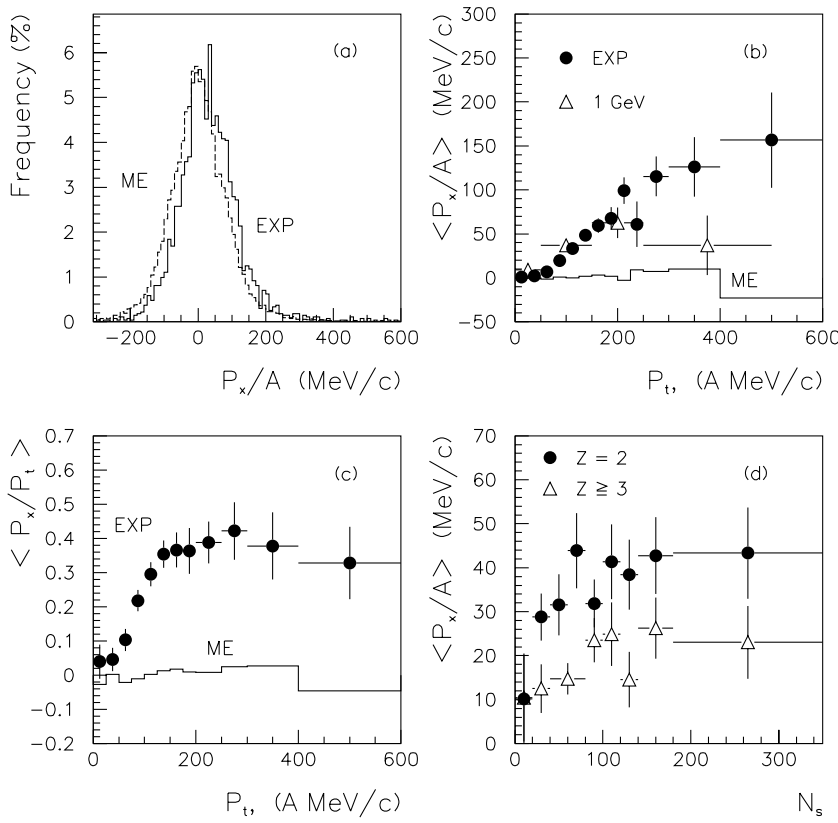 Frequency (%)
6
5
4
3
2
1
0
(a)
ME
EXP
−200 0 200 400 600
P_x/A (MeV/c)
<P_x/A> (MeV/c)
300
250
200
150
100
50
0
−50
(b)
EXP
1 GeV
ME
0 200 400 600
P_t, (A MeV/c)
< P_x/P_t >
0.7
0.6
0.5
0.4
0.3
0.2
0.1
0
−0.1
−0.2
(c)
EXP
ME
0 200 400 600
P_t, (A MeV/c)
<P_x/A> (MeV/c)
70
60
50
40
30
20
10
0
Z = 2
(d)
Z ≥ 3
0 100 200 300
N_s